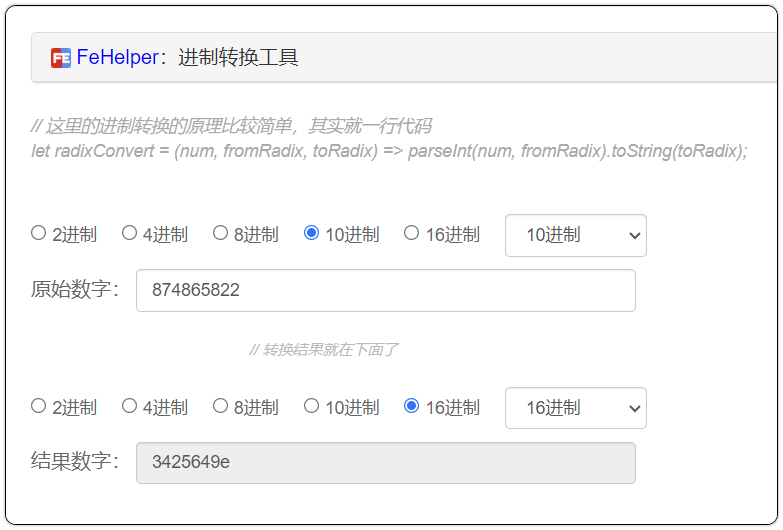 FeHelper：进制转换工具
// 这里的进制转换的原理比较简单，其实就一行代码
let radixConvert = (num, fromRadix, toRadix) => parseInt(num, fromRadix).toString(toRadix);
2进制 4进制 8进制 10进制 16进制 10进制
原始数字： 874865822
// 转换结果就在下面了
2进制 4进制 8进制 10进制 16进制 16进制
结果数字： 3425649e